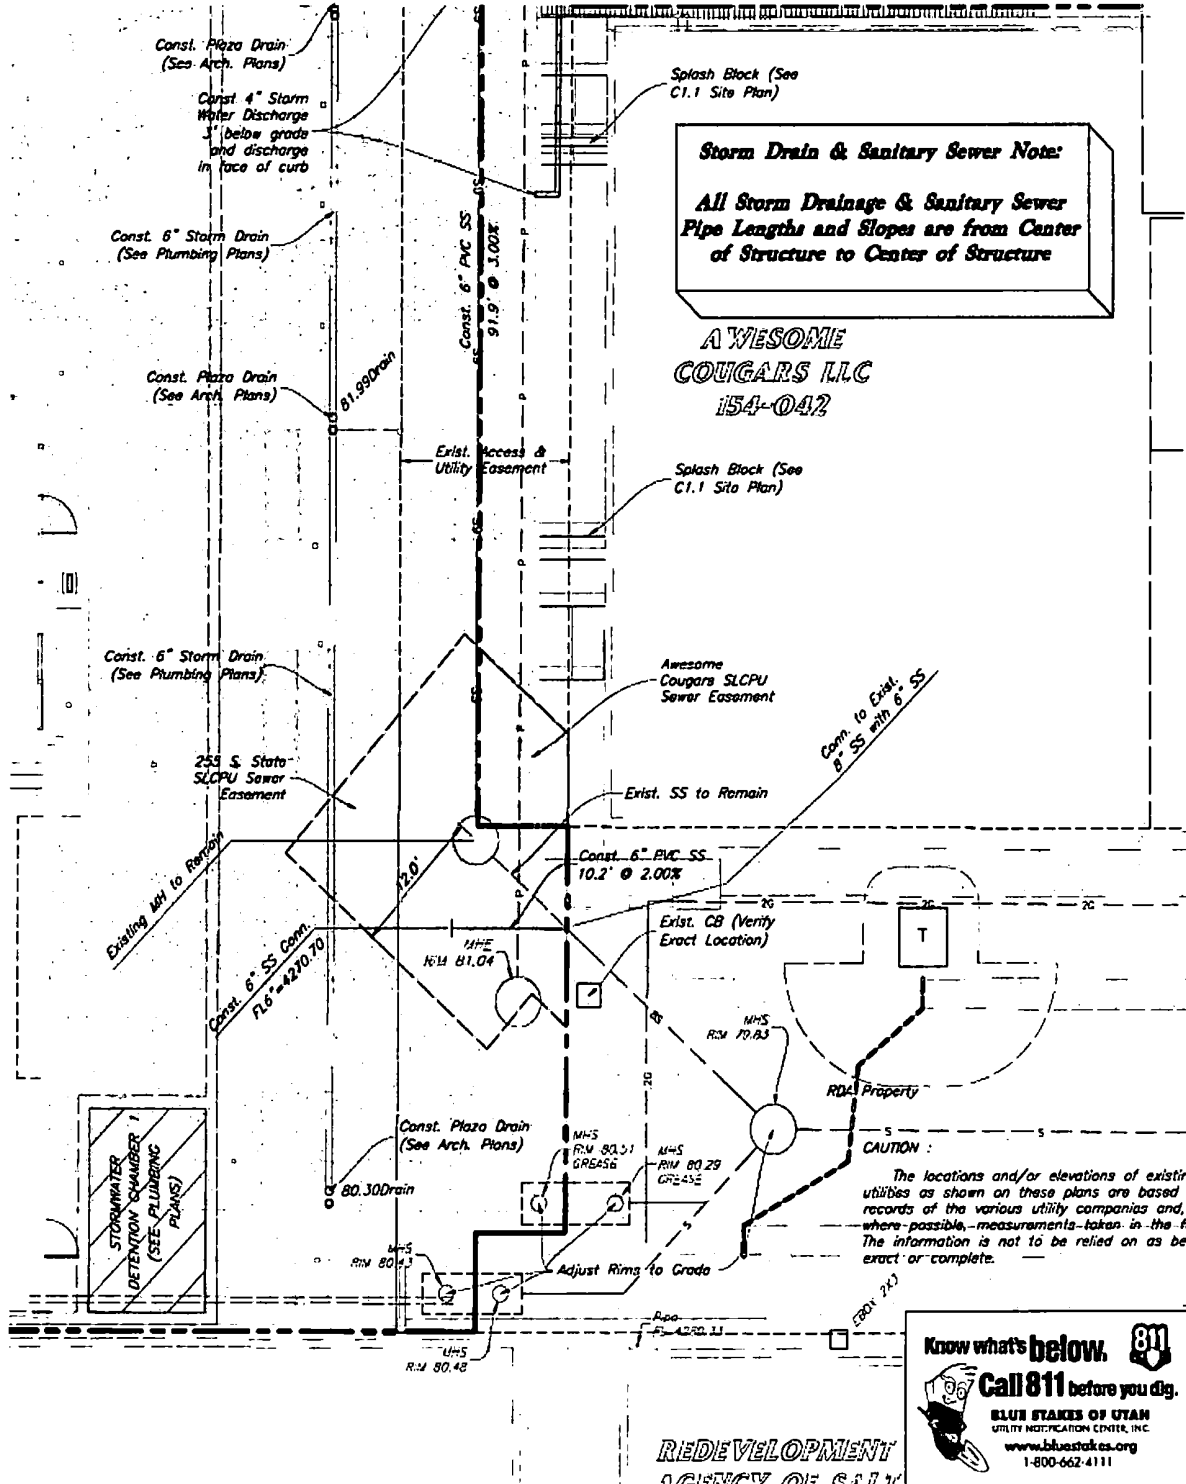 Const. Plaza Drain
(See Arch. Plans)
Const 4" Storm
Water Discharge
3' below grade
and discharge
in face of curb
Splash Block (See
C1.1 Site Plan)
Storm Drain & Sanitary Sewer Note:
All Storm Drainage & Sanitary Sewer
Pipe Lengths and Slopes are from Center
of Structure to Center of Structure
Const. 6" Storm Drain
(See Plumbing Plans)
Const. 6" PVC SS
91.9' @ 3.00%
AWESOME
COUGARS LLC
154-042
Const. Plaza Drain
(See Arch. Plans)
81.99Drain
Exist. Access &
Utility Easement
Splash Block (See
C1.1 Site Plan)
Const. 6" Storm Drain
(See Plumbing Plans)
Awesome
Cougars SLCPU
Sewer Easement
Conn. to Exist.
8" SS with 6" SS
255 S. State
SLCPU Sewer
Easement
Exist. SS to Remain
Existing MH to Remain
12.0'
Const. 6" PVC SS
10.2' @ 2.00%
Const. 6" SS Conn.
FL6"=4270.70
MHE
RIM 81.04
Exist. CB (Verify
Exact Location)
T
MHS
RIM 79.83
RDA Property
STORMWATER
DETENTION CHAMBER 1
(SEE PLUMBING
PLANS)
Const. Plaza Drain
(See Arch. Plans)
80.30Drain
MHS
RIM 80.51
GREASE
MHS
RIM 80.29
GREASE
CAUTION :
The locations and/or elevations of existin
utilities as shown on these plans are based
records of the various utility companies and,
where possible, measurements taken in the f
The information is not to be relied on as be
exact or complete.
MHS
RIM 80.43
Adjust Rims to Grade
MHS
RIM 80.48
Pipe
EBOX 2X3
Know what's below.
811
Call 811 before you dig.
BLUE STAKES OF UTAH
UTILITY NOTIFICATION CENTER, INC.
www.bluestakes.org
1-800-662-4111
REDEVELOPMENT
AGENCY OF SALT